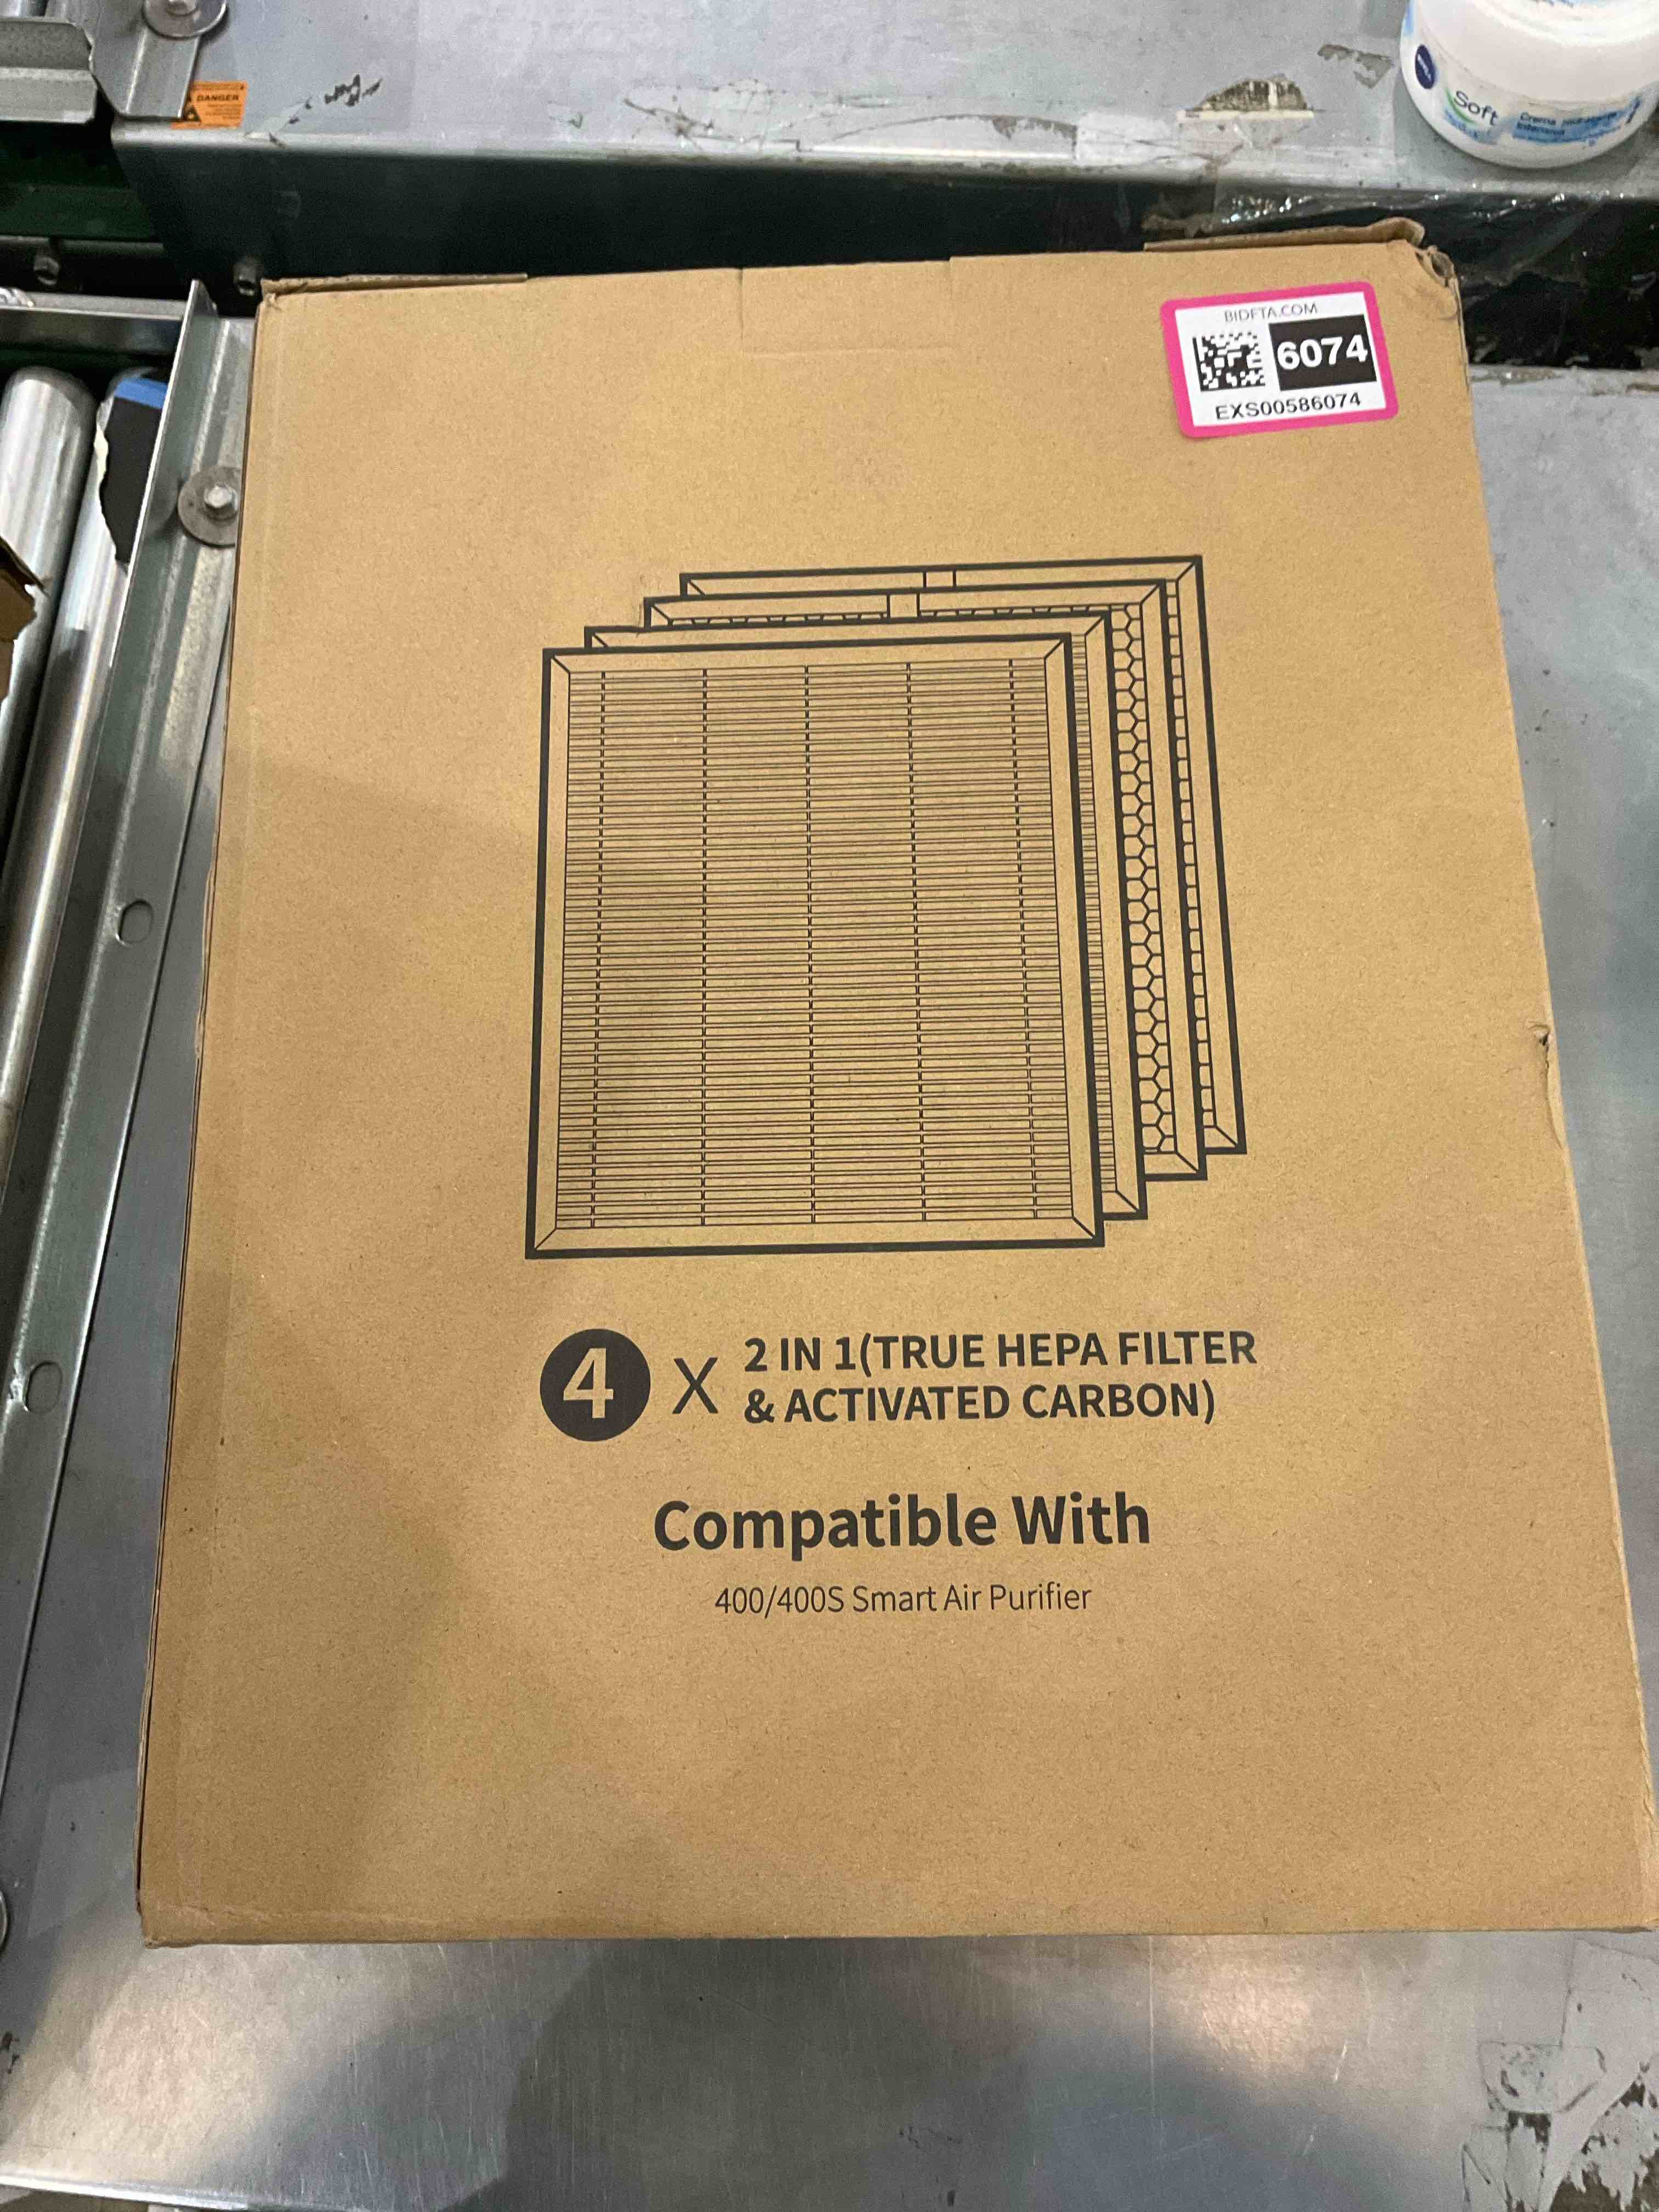 DANGER
NIVEA
Soft
BIDFTA.COM
6074
EXS00586074
4 X 2 IN 1(TRUE HEPA FILTER
& ACTIVATED CARBON)
Compatible With
400/400S Smart Air Purifier